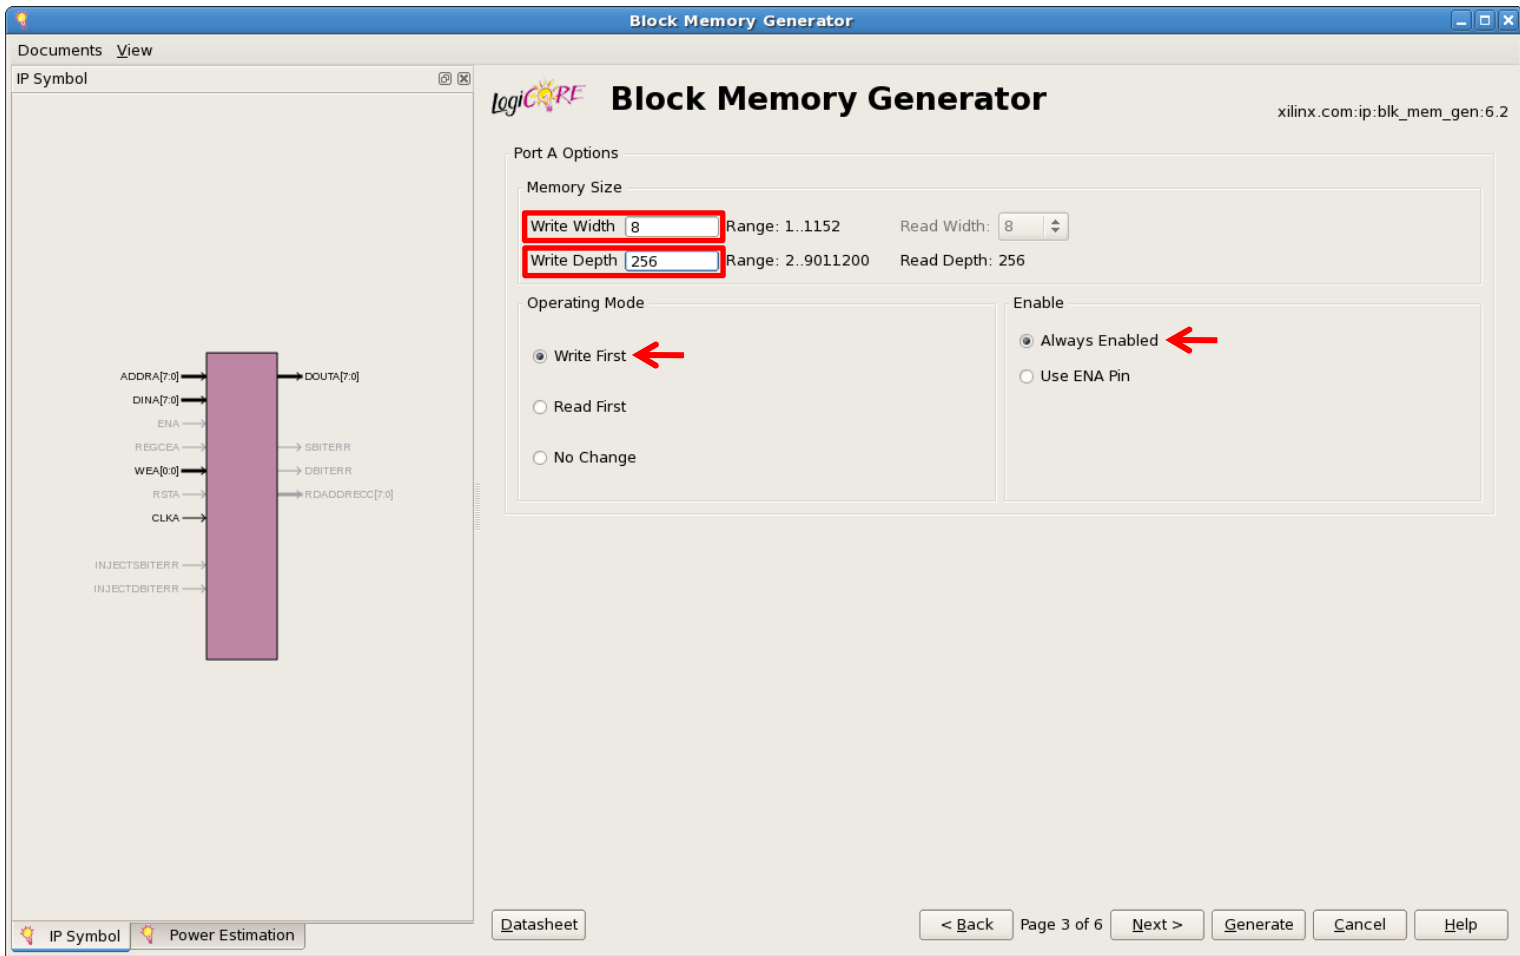 Block Memory Generator
Documents View
IP Symbol
LogiCORE Block Memory Generator
xilinx.com:ip:blk_mem_gen:6.2
Port A Options
Memory Size
Write Width 8 Range: 1..1152 Read Width: 8
Write Depth 256 Range: 2..9011200 Read Depth: 256
Operating Mode
Write First
Read First
No Change
Enable
Always Enabled
Use ENA Pin
ADDRA[7:0] DOUTA[7:0]
DINA[7:0]
ENA
REGCEA SBITERR
WEA[0:0] DBITERR
RSTA RDADDRECC[7:0]
CLKA
INJECTSBITERR
INJECTDBITERR
IP Symbol Power Estimation
Datasheet < Back Page 3 of 6 Next > Generate Cancel Help